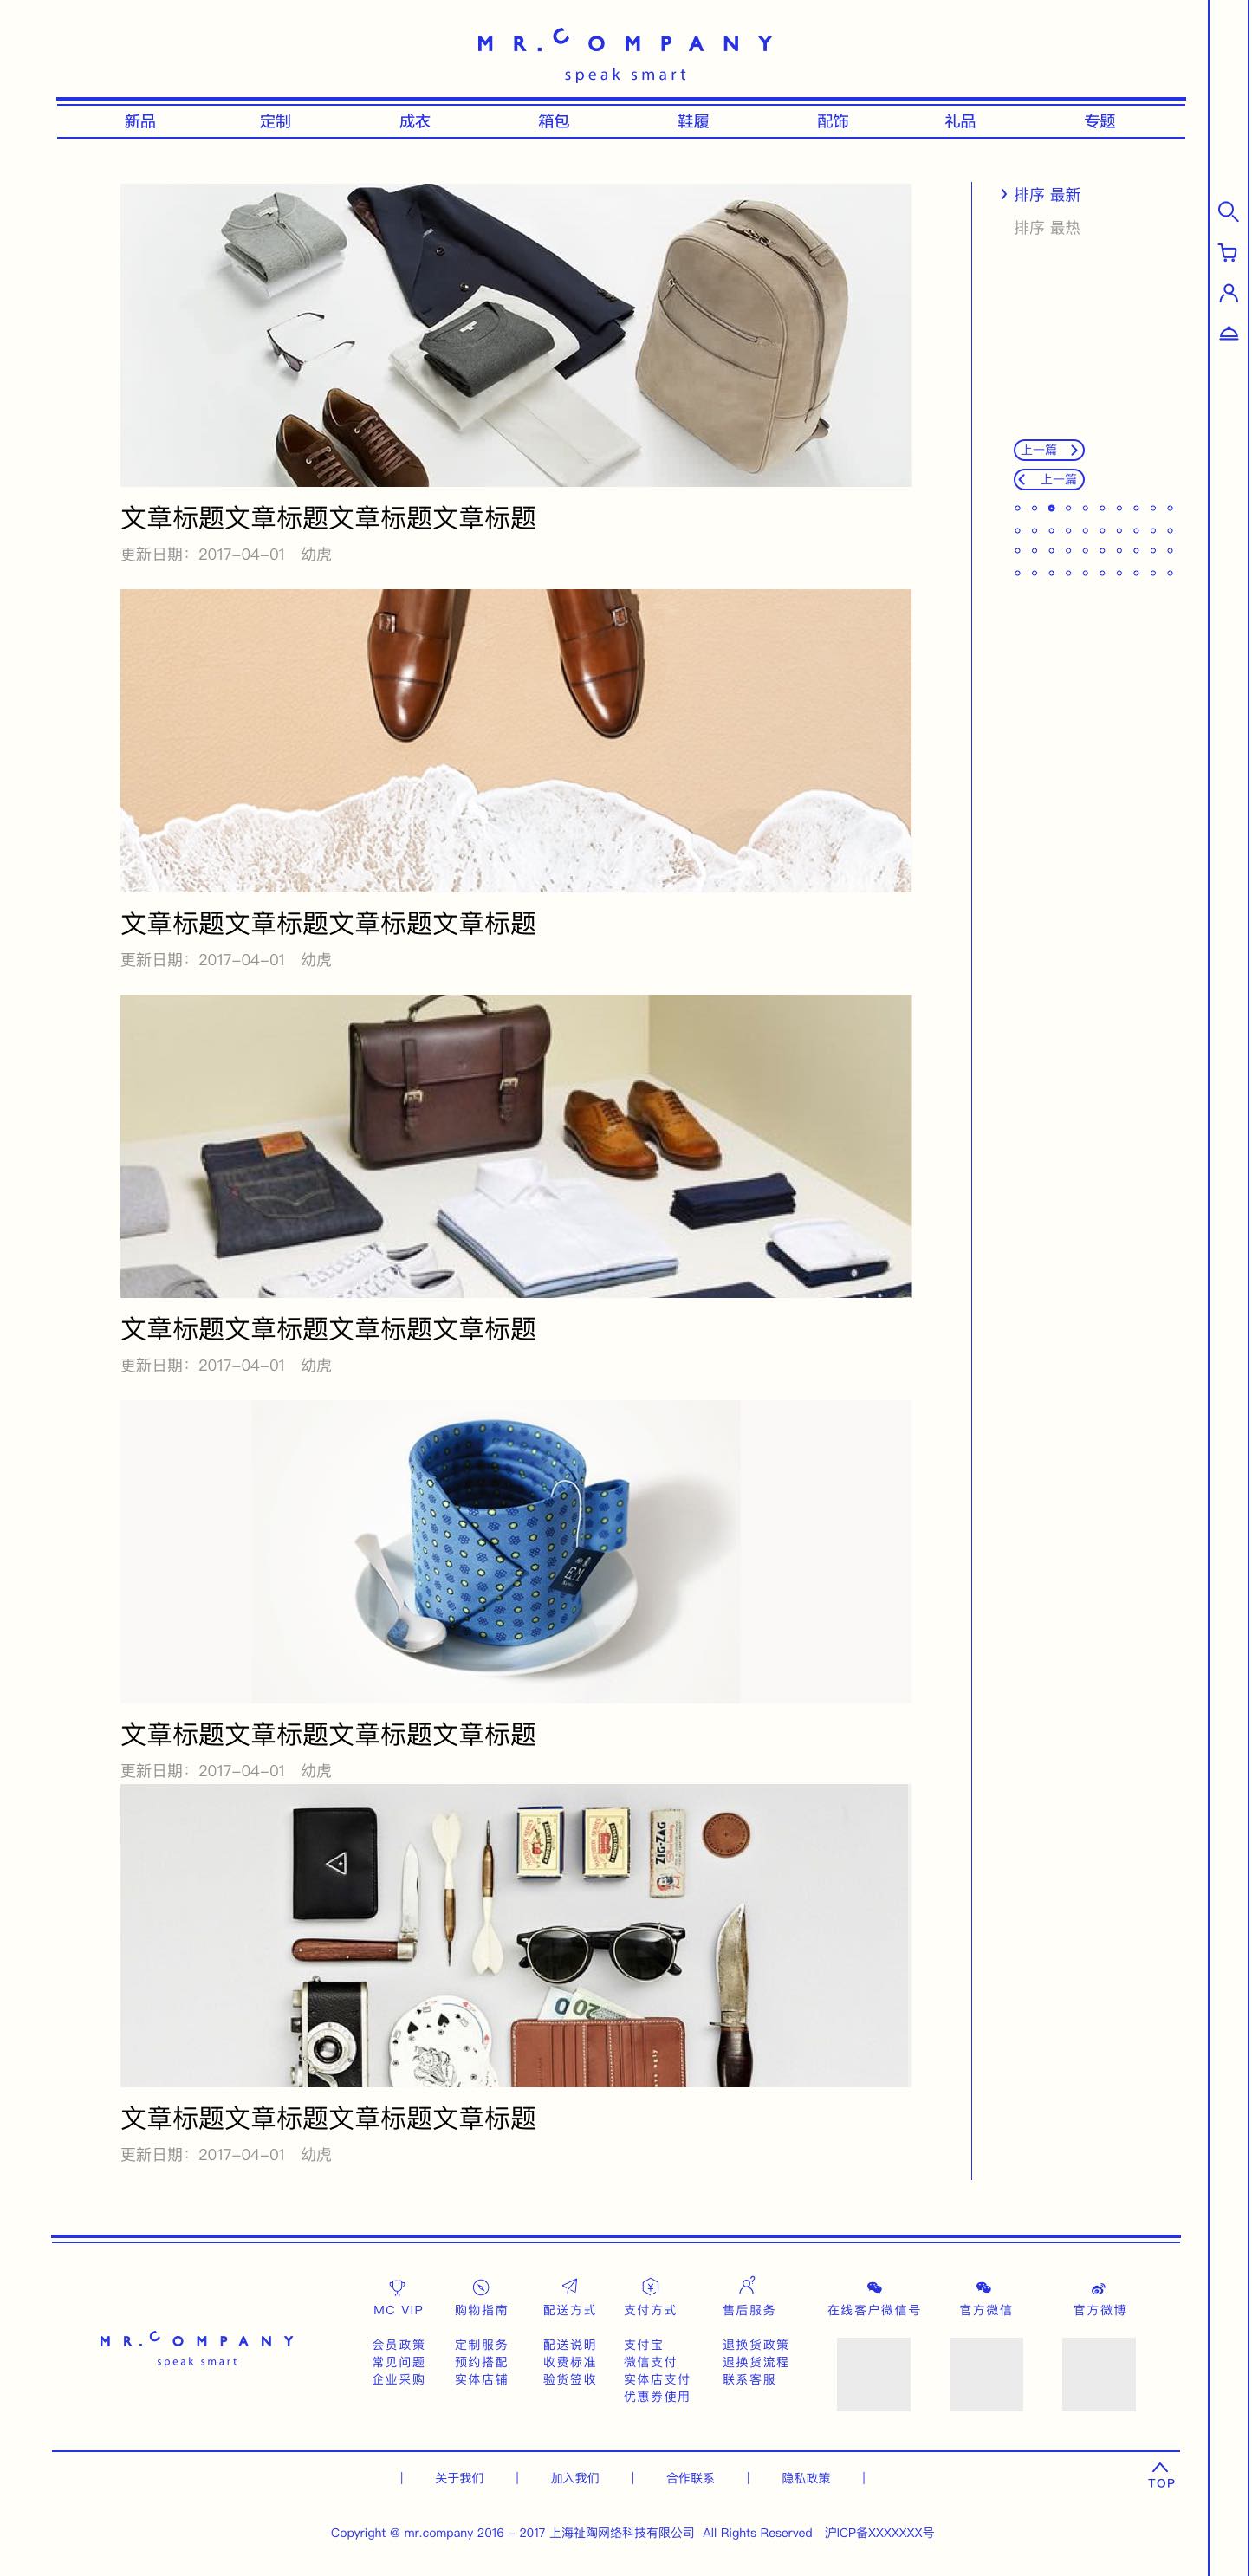 MR.COMPANY
speak smart
新品 定制 成衣 箱包 鞋履 配饰 礼品 专题
排序 最新
排序 最热
上一篇
上一篇
文章标题文章标题文章标题文章标题
更新日期：2017-04-01 幼虎
文章标题文章标题文章标题文章标题
更新日期：2017-04-01 幼虎
文章标题文章标题文章标题文章标题
更新日期：2017-04-01 幼虎
EN
文章标题文章标题文章标题文章标题
更新日期：2017-04-01 幼虎
ZIG-ZAG
20
文章标题文章标题文章标题文章标题
更新日期：2017-04-01 幼虎
MR.COMPANY
speak smart
MC VIP
会员政策
常见问题
企业采购
购物指南
定制服务
预约搭配
实体店铺
配送方式
配送说明
收费标准
验货签收
支付方式
支付宝
微信支付
实体店支付
优惠券使用
售后服务
退换货政策
退换货流程
联系客服
在线客户微信号
官方微信
官方微博
| 关于我们 | 加入我们 | 合作联系 | 隐私政策 |
TOP
Copyright @ mr.company 2016 - 2017 上海祉陶网络科技有限公司 All Rights Reserved 沪ICP备XXXXXXX号